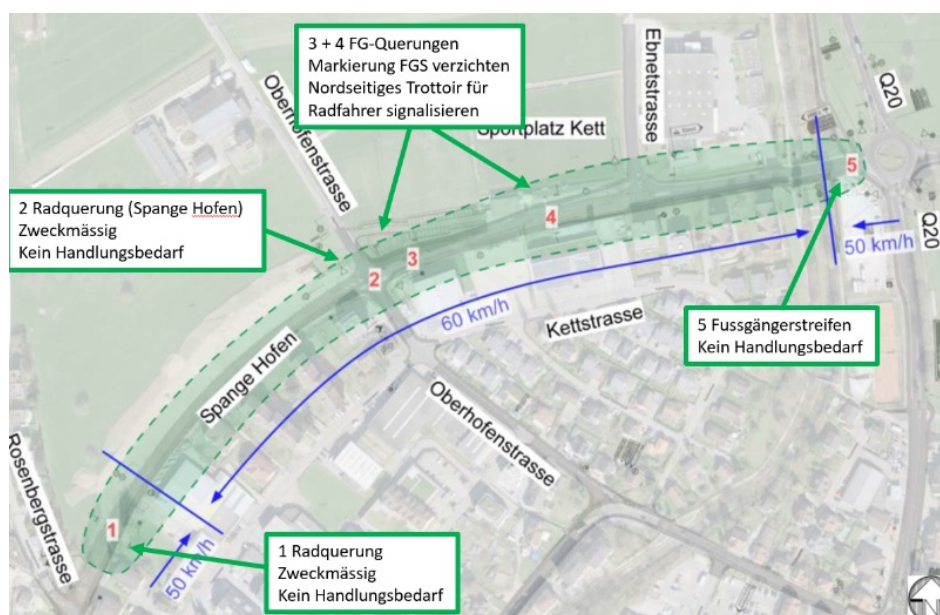 3 + 4 FG-Querungen
Markierung FGS verzichten
Nordseitiges Trottoir für
Radfahrer signalisieren
Oberhofenstrasse
Sportplatz Kett
Ebnetstrasse
Q20
2 Radquerung (Spange Hofen)
Zweckmässig
Kein Handlungsbedarf
5
4
3
2
50 km/h
Q20
60 km/h
Kettstrasse
5 Fussgängerstreifen
Kein Handlungsbedarf
Spange Hofen
Oberhofenstrasse
Rosenbergstrasse
1
50 km/h
1 Radquerung
Zweckmässig
Kein Handlungsbedarf